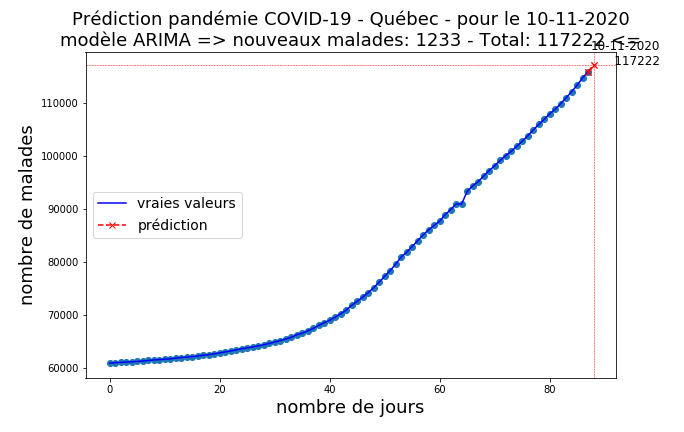 Prédiction pandémie COVID-19 - Québec - pour le 10-11-2020
modèle ARIMA => nouveaux malades: 1233 - Total: 117222 <=
10-11-2020
117222
110000
100000
90000
80000
70000
60000
nombre de malades
vraies valeurs
prédiction
0 20 40 60 80
nombre de jours